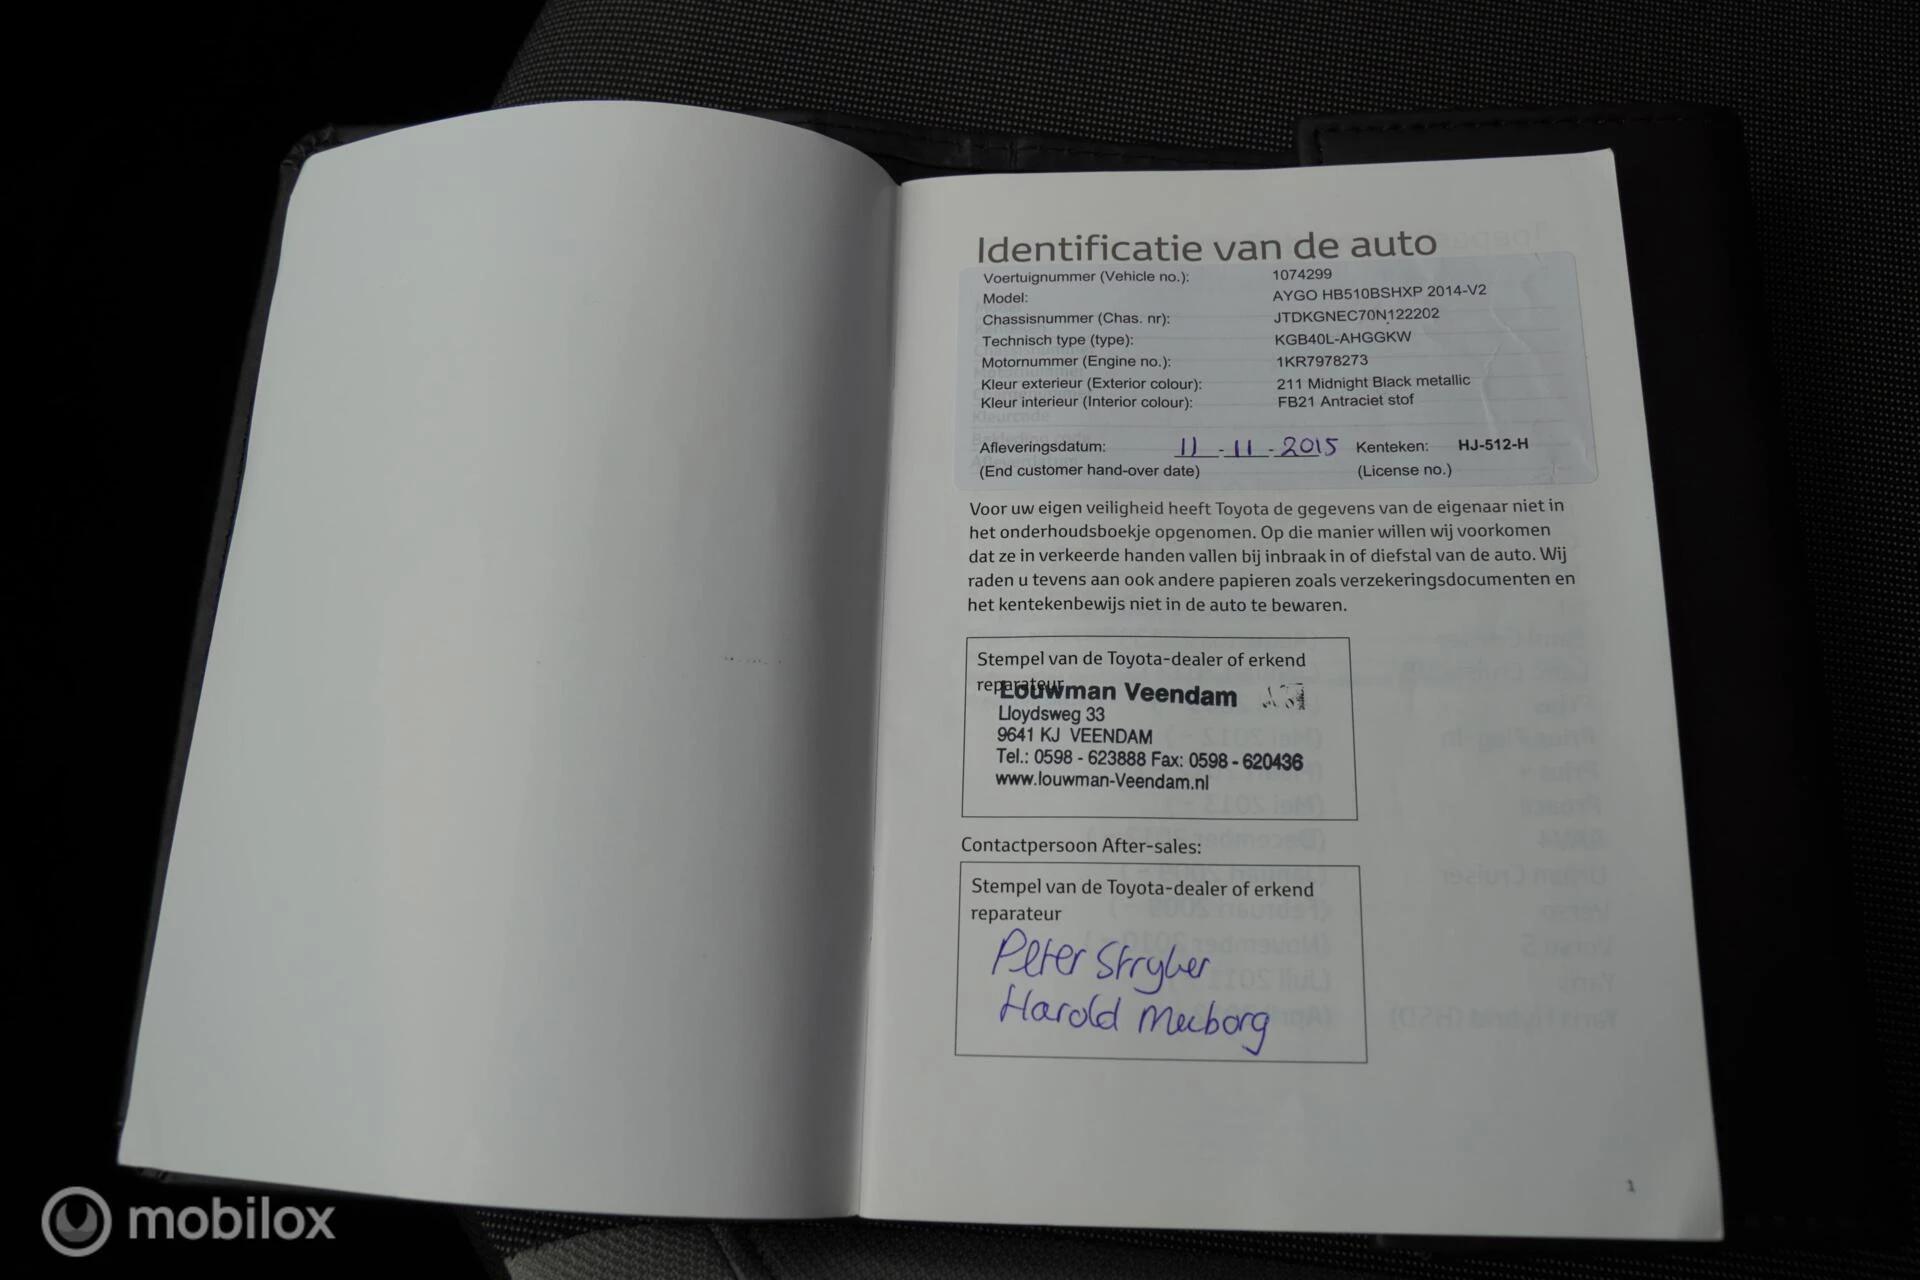 Identificatie van de auto
Voertuignummer (Vehicle no.): 1074299
Model: AYGO HB510BSHXP 2014-V2
Chassisnummer (Chas. nr): JTDKGNEC70N122202
Technisch type (type): KGB40L-AHGGKW
Motornummer (Engine no.): 1KR7978273
Kleur exterieur (Exterior colour): 211 Midnight Black metallic
Kleur interieur (Interior colour): FB21 Antraciet stof
Afleveringsdatum: 11-11-2015 Kenteken: HJ-512-H
(End customer hand-over date) (License no.)
Voor uw eigen veiligheid heeft Toyota de gegevens van de eigenaar niet in
het onderhoudsboekje opgenomen. Op die manier willen wij voorkomen
dat ze in verkeerde handen vallen bij inbraak in of diefstal van de auto. Wij
raden u tevens aan ook andere papieren zoals verzekeringsdocumenten en
het kentekenbewijs niet in de auto te bewaren.
Stempel van de Toyota-dealer of erkend
reparateur
Louwman Veendam
Lloydsweg 33
9641 KJ VEENDAM
Tel.: 0598 - 623888 Fax: 0598 - 620436
www.louwman-Veendam.nl
Contactpersoon After-sales:
Stempel van de Toyota-dealer of erkend
reparateur
Peter
Harold
1
mobilox